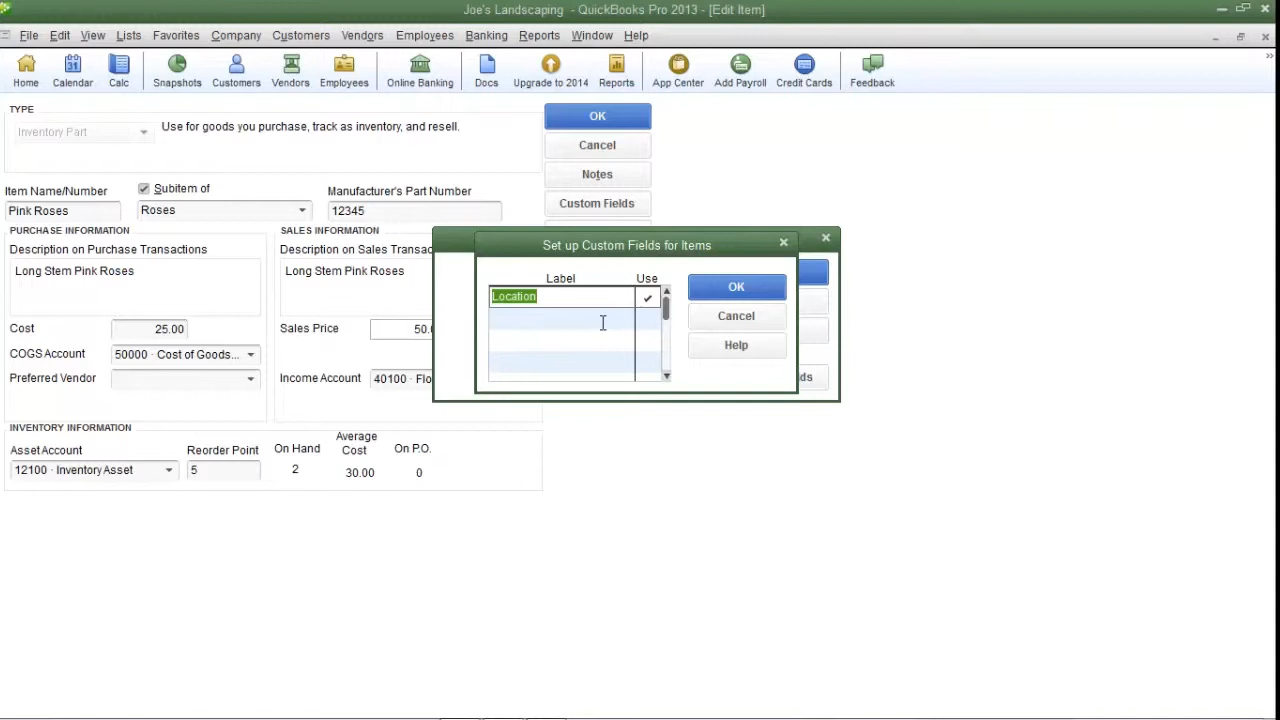 Joe's Landscaping - QuickBooks Pro 2013 - [Edit Item]
File Edit View Lists Favorites Company Customers Vendors Employees Banking Reports Window Help
31
Home Calendar Calc Snapshots Customers Vendors Employees Online Banking Docs Upgrade to 2014 Reports App Center Add Payroll Credit Cards Feedback
TYPE
Inventory Part
Use for goods you purchase, track as inventory, and resell.
OK
Cancel
Notes
Custom Fields
Item Name/Number
Subitem of
Manufacturer's Part Number
Pink Roses
Roses
12345
PURCHASE INFORMATION
Description on Purchase Transactions
Long Stem Pink Roses
Cost 25.00
COGS Account 50000 · Cost of Goods...
Preferred Vendor
SALES INFORMATION
Description on Sales Transac
Long Stem Pink Roses
Sales Price 50.
Income Account 40100 · Flo
Set up Custom Fields for Items
Label Use
Location
OK
Cancel
Help
ds
INVENTORY INFORMATION
Asset Account Reorder Point On Hand Average Cost On P.O.
12100 · Inventory Asset 5 2 30.00 0